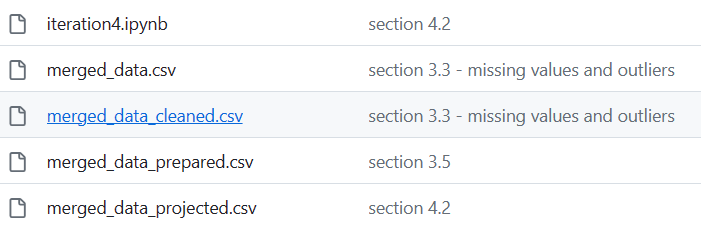 iteration4.ipynb section 4.2
merged_data.csv section 3.3 - missing values and outliers
merged_data_cleaned.csv section 3.3 - missing values and outliers
merged_data_prepared.csv section 3.5
merged_data_projected.csv section 4.2